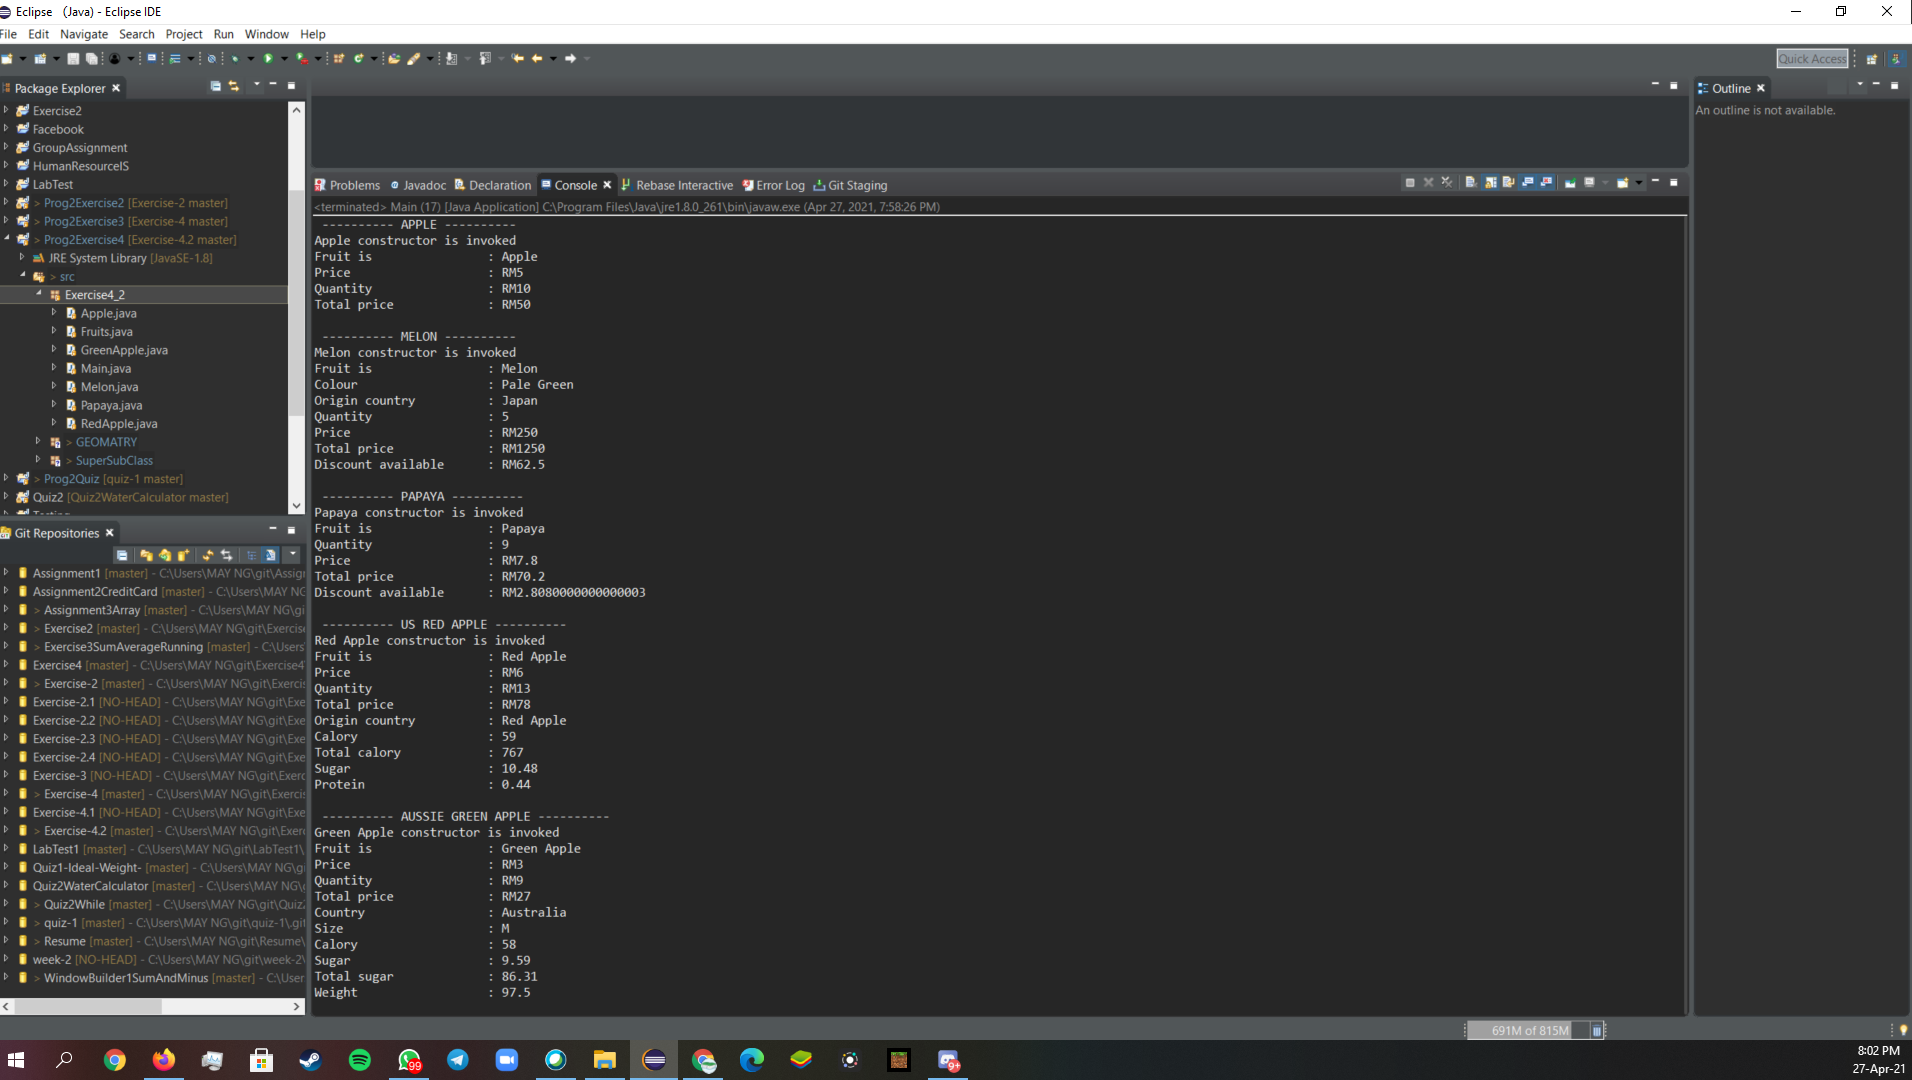 Eclipse   (Java) - Eclipse IDE
File Edit Navigate Search Project Run Window Help
Quick Access
Package Explorer
Exercise2
Facebook
GroupAssignment
HumanResourceIS
LabTest
> Prog2Exercise2 [Exercise-2 master]
> Prog2Exercise3 [Exercise-4 master]
> Prog2Exercise4 [Exercise-4.2 master]
JRE System Library [JavaSE-1.8]
> src
Exercise4_2
Apple.java
Fruits.java
GreenApple.java
Main.java
Melon.java
Papaya.java
RedApple.java
> GEOMATRY
> SuperSubClass
> Prog2Quiz [quiz-1 master]
Quiz2 [Quiz2WaterCalculator master]
Git Repositories
Assignment1 [master] - C:\Users\MAY NG\git\Assign
Assignment2CreditCard [master] - C:\Users\MAY NG
> Assignment3Array [master] - C:\Users\MAY NG\gi
> Exercise2 [master] - C:\Users\MAY NG\git\Exercise
> Exercise3SumAverageRunning [master] - C:\Users
Exercise4 [master] - C:\Users\MAY NG\git\Exercise4
> Exercise-2 [master] - C:\Users\MAY NG\git\Exercis
Exercise-2.1 [NO-HEAD] - C:\Users\MAY NG\git\Exe
Exercise-2.2 [NO-HEAD] - C:\Users\MAY NG\git\Exe
Exercise-2.3 [NO-HEAD] - C:\Users\MAY NG\git\Exe
Exercise-2.4 [NO-HEAD] - C:\Users\MAY NG\git\Exe
Exercise-3 [NO-HEAD] - C:\Users\MAY NG\git\Exerc
> Exercise-4 [master] - C:\Users\MAY NG\git\Exercis
Exercise-4.1 [NO-HEAD] - C:\Users\MAY NG\git\Exe
> Exercise-4.2 [master] - C:\Users\MAY NG\git\Exerc
LabTest1 [master] - C:\Users\MAY NG\git\LabTest1\
Quiz1-Ideal-Weight- [master] - C:\Users\MAY NG\gi
Quiz2WaterCalculator [master] - C:\Users\MAY NG\g
> Quiz2While [master] - C:\Users\MAY NG\git\Quiz2
> quiz-1 [master] - C:\Users\MAY NG\git\quiz-1\.git
> Resume [master] - C:\Users\MAY NG\git\Resume\
week-2 [NO-HEAD] - C:\Users\MAY NG\git\week-2\
> WindowBuilder1SumAndMinus [master] - C:\User
Problems Javadoc Declaration Console Rebase Interactive Error Log Git Staging
<terminated> Main (17) [Java Application] C:\Program Files\Java\jre1.8.0_261\bin\javaw.exe (Apr 27, 2021, 7:58:26 PM)
---------- APPLE ----------
Apple constructor is invoked
Fruit is : Apple
Price : RM5
Quantity : RM10
Total price : RM50
---------- MELON ----------
Melon constructor is invoked
Fruit is : Melon
Colour : Pale Green
Origin country : Japan
Quantity : 5
Price : RM250
Total price : RM1250
Discount available : RM62.5
---------- PAPAYA ----------
Papaya constructor is invoked
Fruit is : Papaya
Quantity : 9
Price : RM7.8
Total price : RM70.2
Discount available : RM2.8080000000000003
---------- US RED APPLE ----------
Red Apple constructor is invoked
Fruit is : Red Apple
Price : RM6
Quantity : RM13
Total price : RM78
Origin country : Red Apple
Calory : 59
Total calory : 767
Sugar : 10.48
Protein : 0.44
---------- AUSSIE GREEN APPLE ----------
Green Apple constructor is invoked
Fruit is : Green Apple
Price : RM3
Quantity : RM9
Total price : RM27
Country : Australia
Size : M
Calory : 58
Sugar : 9.59
Total sugar : 86.31
Weight : 97.5
Outline
An outline is not available.
691M of 815M
99
9+
8:02 PM
27-Apr-21